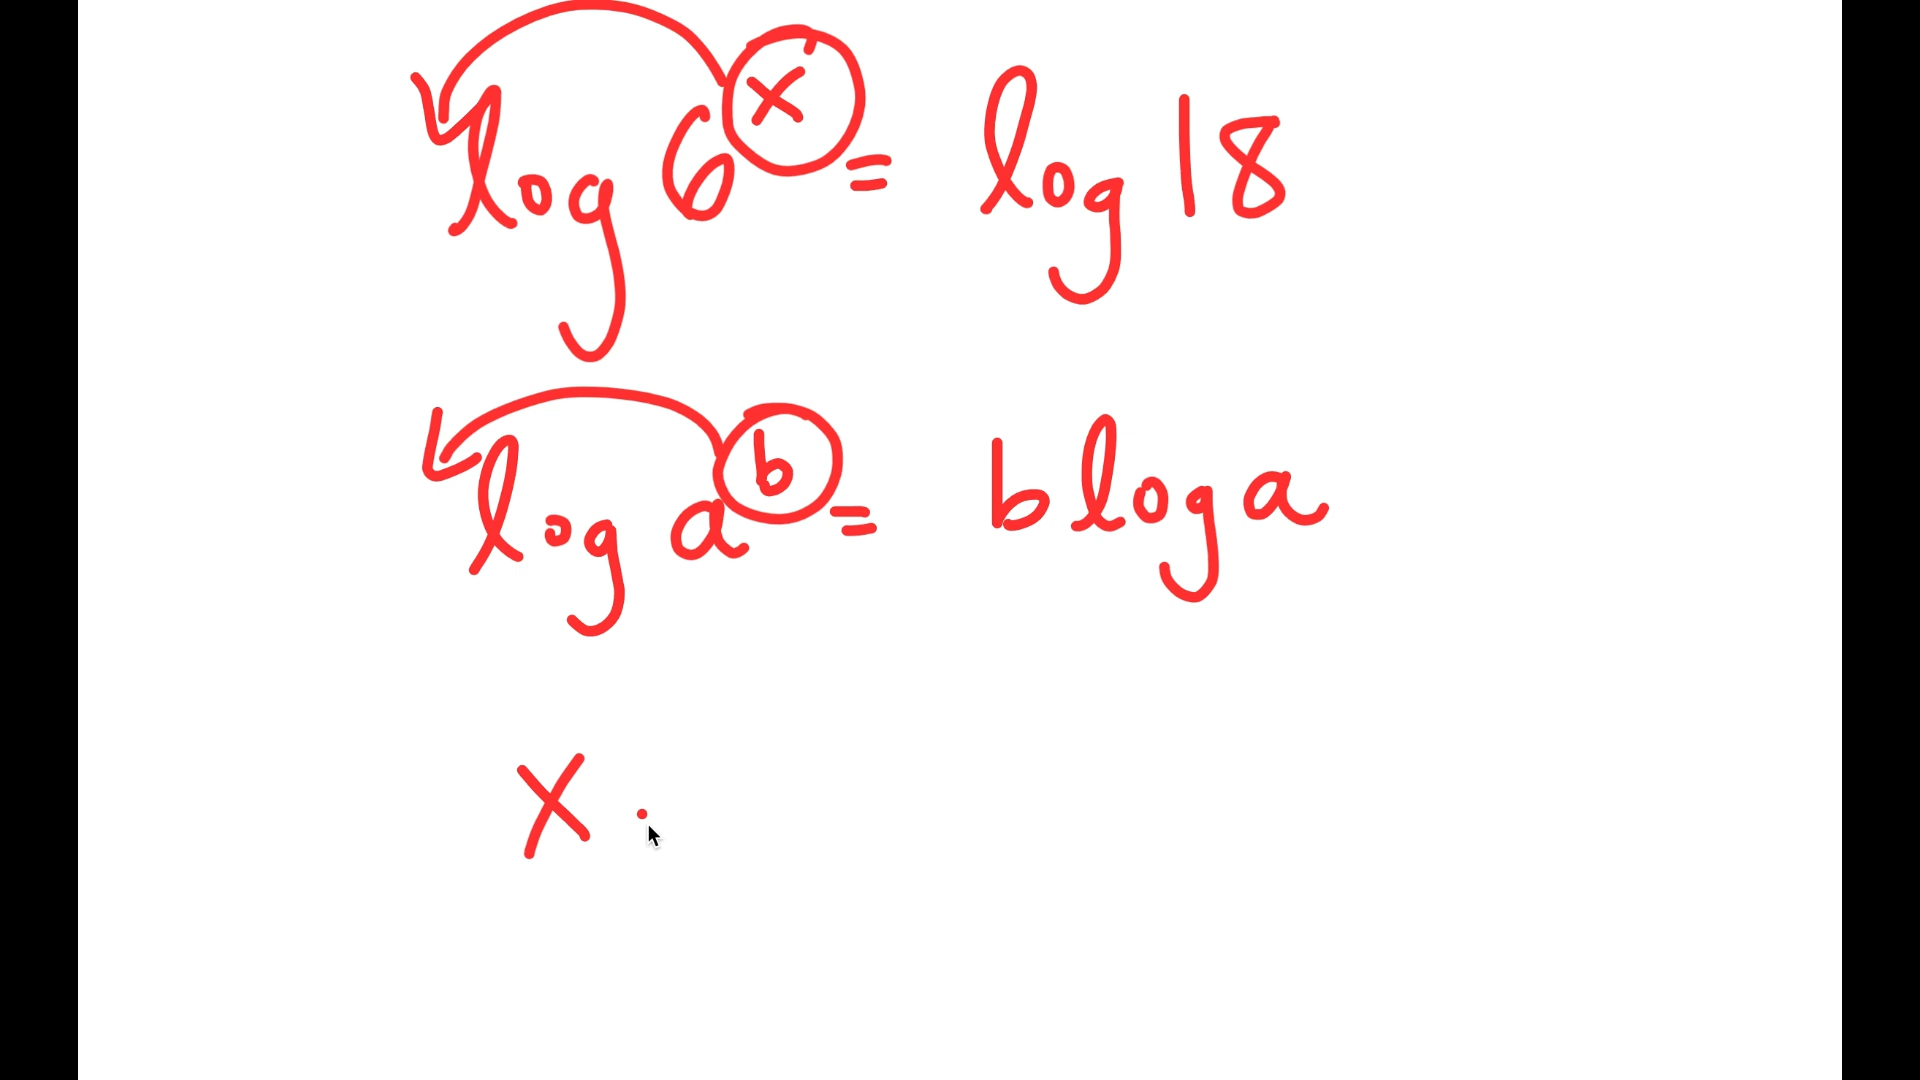 log 6^x = log 18
log a^b = b log a
x ·